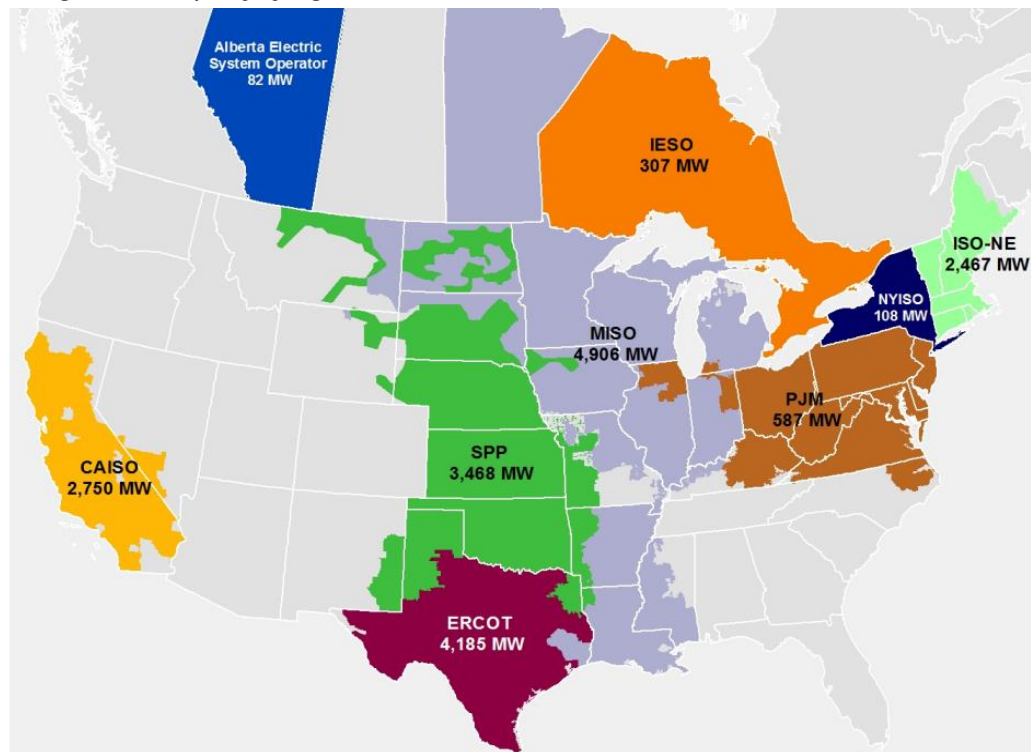 Alberta Electric
System Operator
82 MW
IESO
307 MW
ISO-NE
2,467 MW
NYISO
108 MW
MISO
4,906 MW
PJM
587 MW
SPP
3,468 MW
CAISO
2,750 MW
ERCOT
4,185 MW